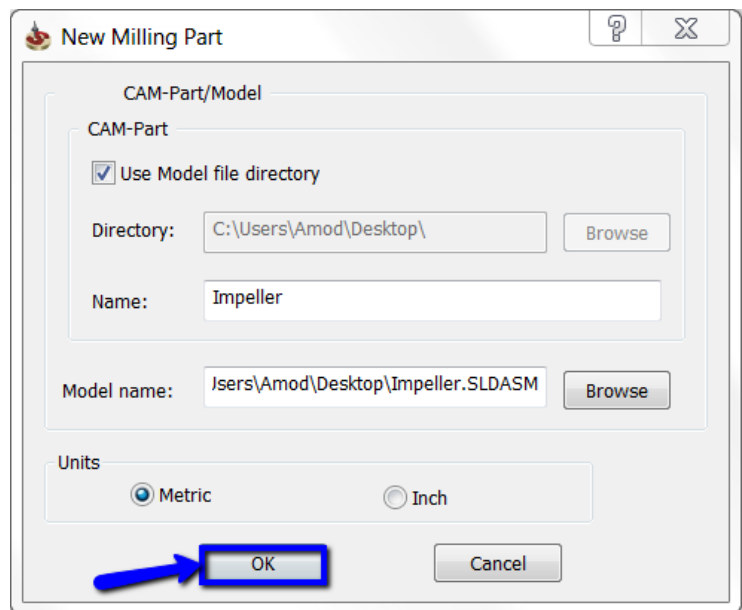 New Milling Part
CAM-Part/Model
CAM-Part
Use Model file directory
Directory: C:\Users\Amod\Desktop\ Browse
Name: Impeller
Model name: Jsers\Amod\Desktop\Impeller.SLDASM Browse
Units
Metric Inch
OK Cancel